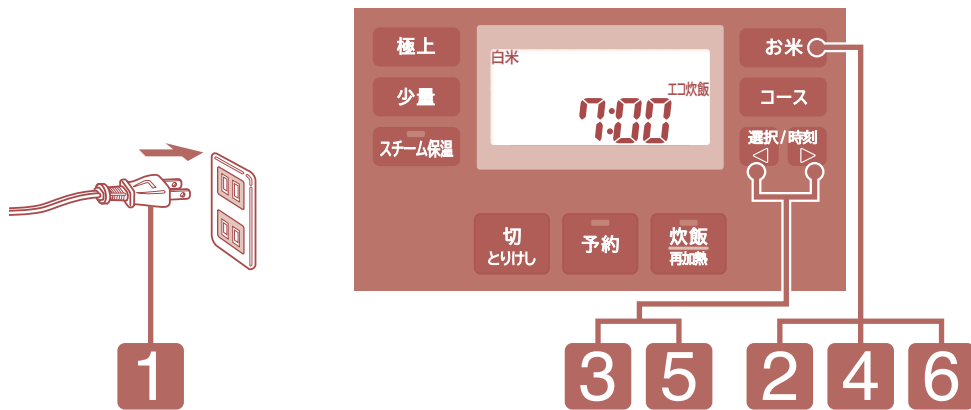 極上
少量
スチーム保温
白米
エコ炊飯
7:00
お米
コース
選択/時刻
切
とりけし
予約
炊飯
再加熱
1
3
5
2
4
6